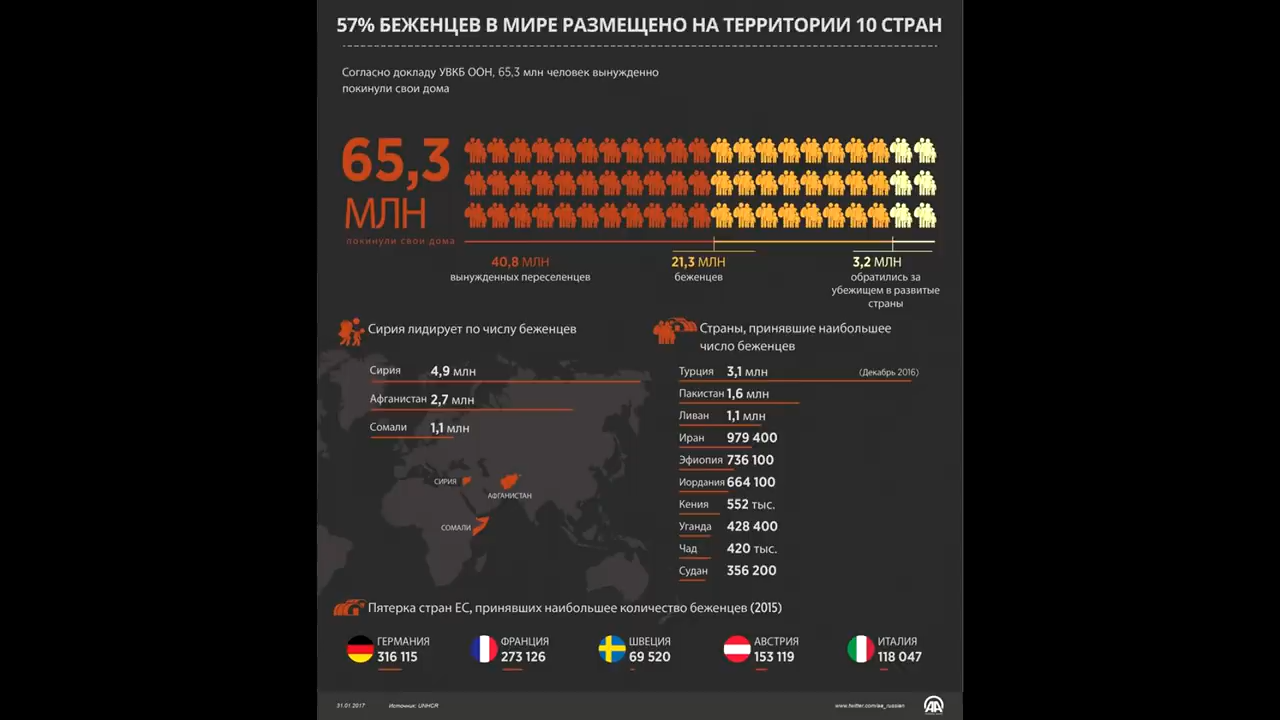 57% БЕЖЕНЦЕВ В МИРЕ РАЗМЕЩЕНО НА ТЕРРИТОРИИ 10 СТРАН
Согласно докладу УВКБ ООН, 65,3 млн человек вынужденно
покинули свои дома
65,3
МЛН
покинули свои дома
40,8 МЛН
вынужденных переселенцев
21,3 МЛН
беженцев
3,2 МЛН
обратились за
убежищем в развитые
страны
Сирия лидирует по числу беженцев
Сирия 4,9 млн
Афганистан 2,7 млн
Сомали 1,1 млн
СИРИЯ
АФГАНИСТАН
СОМАЛИ
Страны, принявшие наибольшее
число беженцев
Турция 3,1 млн (Декабрь 2016)
Пакистан 1,6 млн
Ливан 1,1 млн
Иран 979 400
Эфиопия 736 100
Иордания 664 100
Кения 552 тыс.
Уганда 428 400
Чад 420 тыс.
Судан 356 200
Пятерка стран ЕС, принявших наибольшее количество беженцев (2015)
ГЕРМАНИЯ
316 115
ФРАНЦИЯ
273 126
ШВЕЦИЯ
69 520
АВСТРИЯ
153 119
ИТАЛИЯ
118 047
31.01.2017 Источник: UNHCR www.twitter.com/aa_russian AA